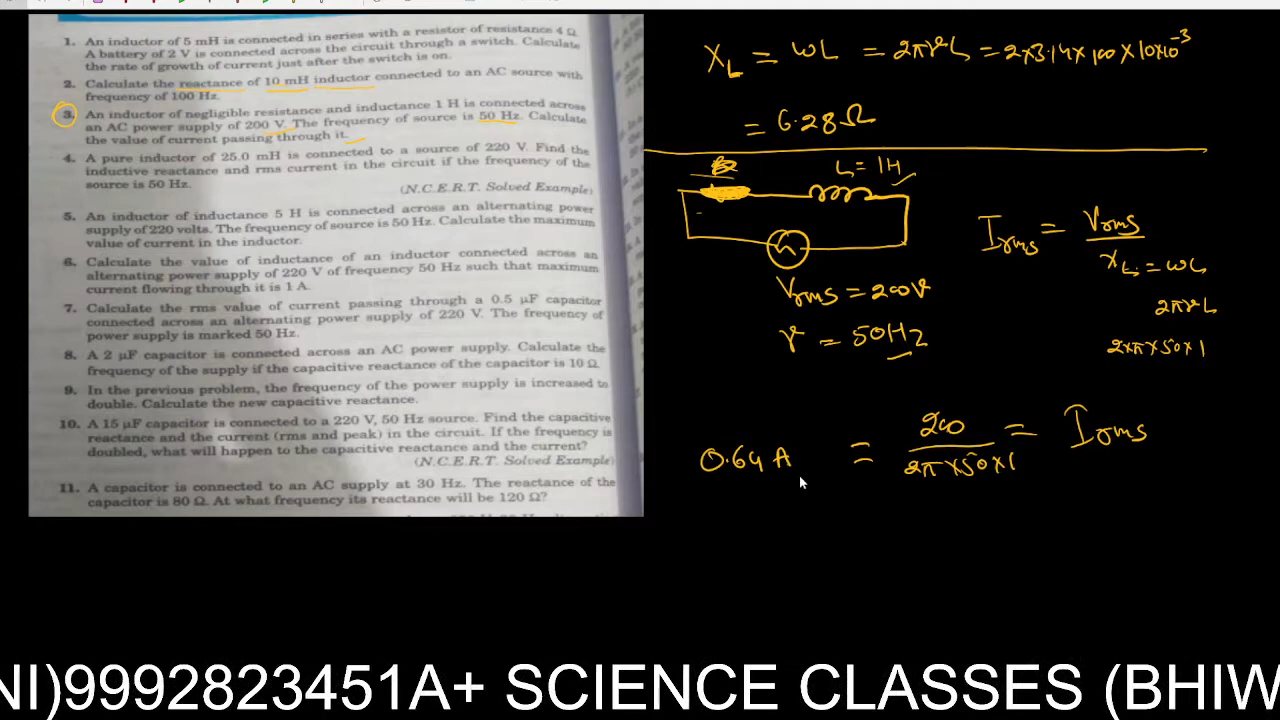 1. An inductor of 5 mH is connected in series with a resistor of resistance 4 Ω.
A battery of 2 V is connected across the circuit through a switch. Calculate
the rate of growth of current just after the switch is on.
2. Calculate the reactance of 10 mH inductor connected to an AC source with
frequency of 100 Hz.
3. An inductor of negligible resistance and inductance 1 H is connected across
an AC power supply of 200 V. The frequency of source is 50 Hz. Calculate
the value of current passing through it.
4. A pure inductor of 25.0 mH is connected to a source of 220 V. Find the
inductive reactance and rms current in the circuit if the frequency of the
source is 50 Hz.
(N.C.E.R.T. Solved Example)
5. An inductor of inductance 5 H is connected across an alternating power
supply of 220 volts. The frequency of source is 50 Hz. Calculate the maximum
value of current in the inductor.
6. Calculate the value of inductance of an inductor connected across an
alternating power supply of 220 V of frequency 50 Hz such that maximum
current flowing through it is 1 A.
7. Calculate the rms value of current passing through a 0.5 μF capacitor
connected across an alternating power supply of 220 V. The frequency of
power supply is marked 50 Hz.
8. A 2 μF capacitor is connected across an AC power supply. Calculate the
frequency of the supply if the capacitive reactance of the capacitor is 10 Ω.
9. In the previous problem, the frequency of the power supply is increased to
double. Calculate the new capacitive reactance.
10. A 15 μF capacitor is connected to a 220 V, 50 Hz source. Find the capacitive
reactance and the current (rms and peak) in the circuit. If the frequency is
doubled, what will happen to the capacitive reactance and the current?
(N.C.E.R.T. Solved Example)
11. A capacitor is connected to an AC supply at 30 Hz. The reactance of the
capacitor is 80 Ω. At what frequency its reactance will be 120 Ω?
X_L = ωL = 2πνL = 2×3.14×100×10×10⁻³
= 6.28Ω
L = 1H
I_rms = V_rms / X_L = ωL
2πνL
2×π×50×1
V_rms = 200V
ν = 50Hz
0.64 A = 200 / 2π×50×1 = I_rms
NI)9992823451A+ SCIENCE CLASSES (BHIW